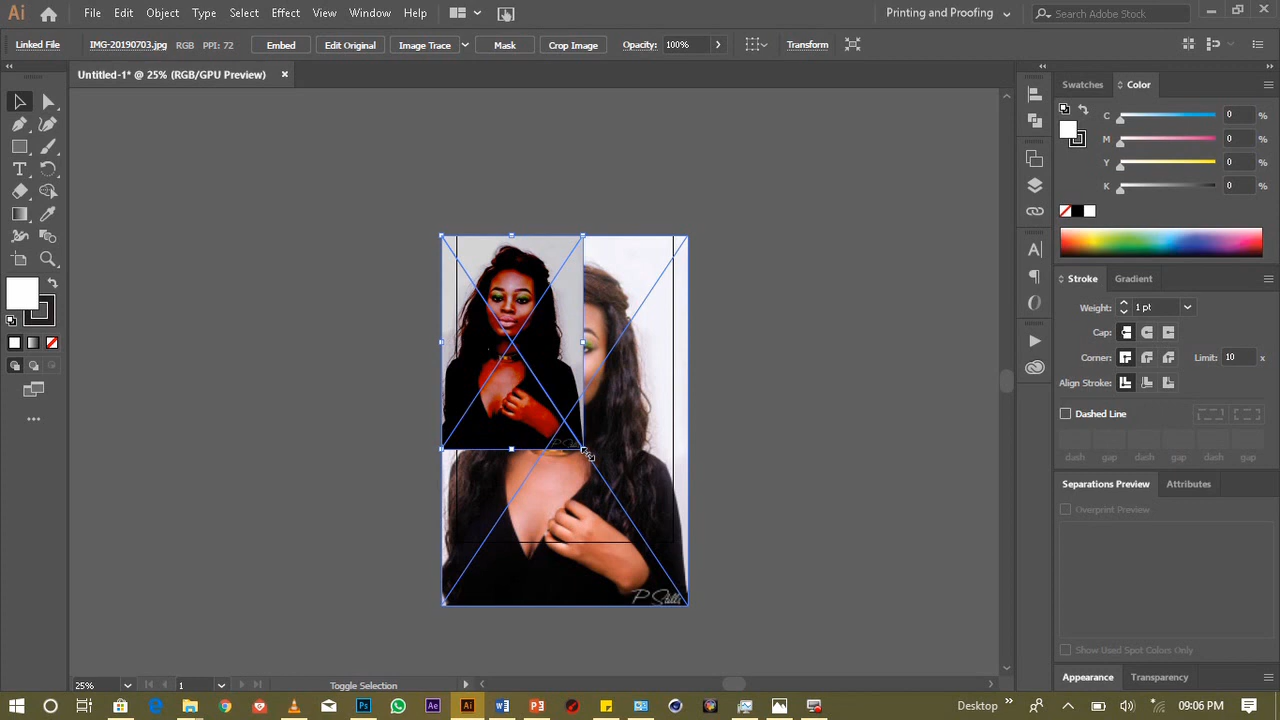 Ai File Edit Object Type Select Effect View Window Help Printing and Proofing Search Adobe Stock
Linked File IMG-20190703.jpg RGB PPI: 72 Embed Edit Original Image Trace Mask Crop Image Opacity: 100% Transform
Untitled-1* @ 25% (RGB/GPU Preview)
Swatches Color
C 0 %
M 0 %
Y 0 %
K 0 %
Stroke Gradient
Weight: 1 pt
Cap:
Corner: Limit: 10 x
Align Stroke:
Dashed Line
dash gap dash gap dash gap
Separations Preview Attributes
Overprint Preview
Show Used Spot Colors Only
Appearance Transparency
25% 1 Toggle Selection
Desktop 09:06 PM